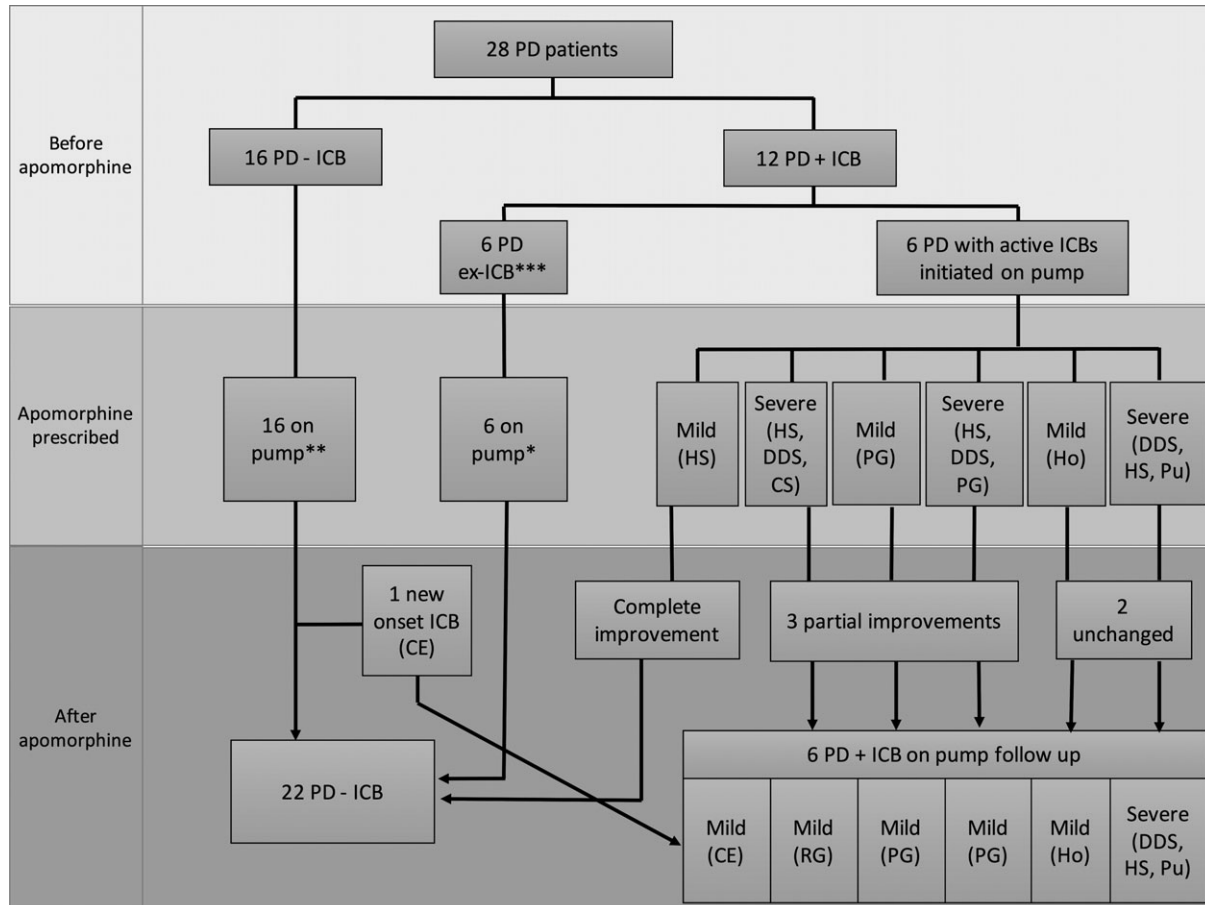 28 PD patients
Before
apomorphine
16 PD - ICB
12 PD + ICB
6 PD
ex-ICB***
6 PD with active ICBs
initiated on pump
Apomorphine
prescribed
16 on
pump**
6 on
pump*
Mild
(HS)
Severe
(HS,
DDS,
CS)
Mild
(PG)
Severe
(HS,
DDS,
PG)
Mild
(Ho)
Severe
(DDS,
HS, Pu)
After
apomorphine
1 new
onset ICB
(CE)
Complete
improvement
3 partial improvements
2
unchanged
22 PD - ICB
6 PD + ICB on pump follow up
Mild
(CE)
Mild
(RG)
Mild
(PG)
Mild
(PG)
Mild
(Ho)
Severe
(DDS,
HS, Pu)